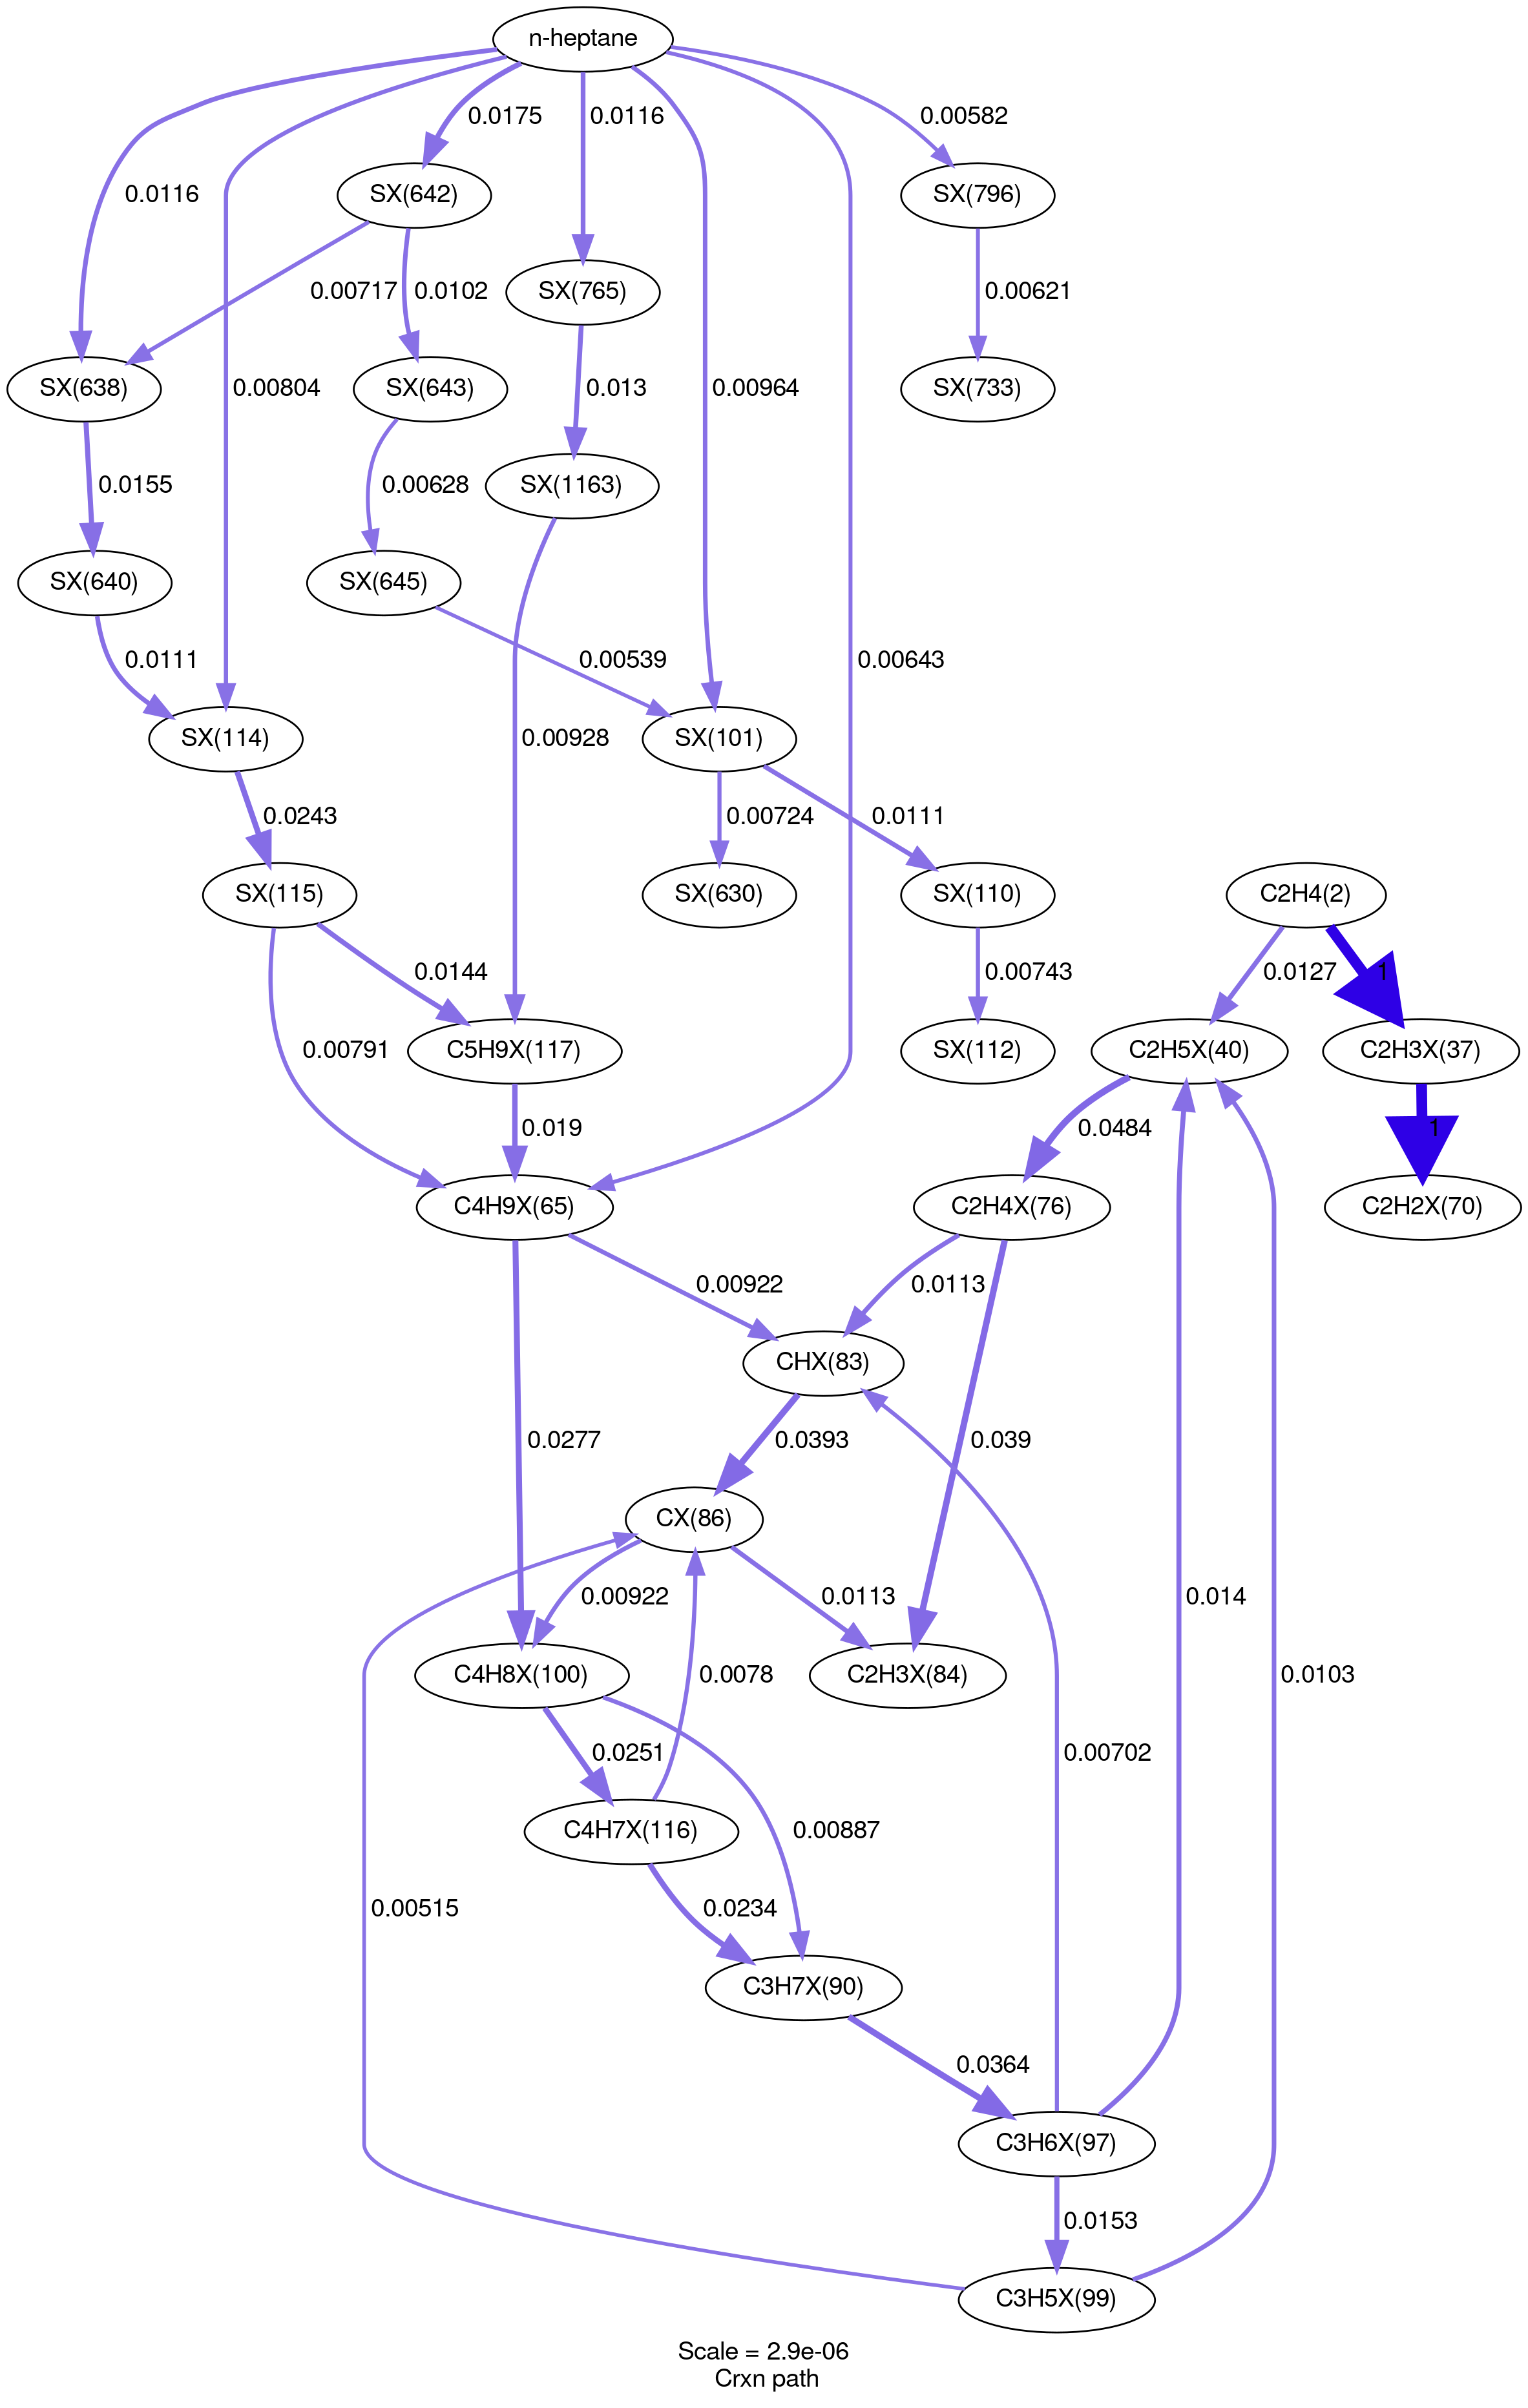 n-heptane
0.0175
0.0116
0.00582
0.0116
SX(642)
SX(796)
0.00717
0.0102
SX(765)
0.00621
SX(638)
SX(643)
0.013
0.00804
0.00964
SX(733)
0.0155
0.00628
SX(1163)
SX(640)
SX(645)
0.0111
0.00539
0.00643
SX(114)
0.00928
SX(101)
0.0243
0.00724
0.0111
SX(115)
SX(630)
SX(110)
C2H4(2)
0.0144
0.00743
0.0127
1
0.00791
C5H9X(117)
SX(112)
C2H5X(40)
C2H3X(37)
0.019
0.0484
1
C4H9X(65)
C2H4X(76)
C2H2X(70)
0.00922
0.0113
CHX(83)
0.0277
0.0393
0.039
CX(86)
0.00922
0.0113
0.014
C4H8X(100)
0.0078
C2H3X(84)
0.0103
0.0251
0.00702
C4H7X(116)
0.00887
0.00515
0.0234
C3H7X(90)
0.0364
C3H6X(97)
0.0153
C3H5X(99)
Scale = 2.9e-06
Crxn path